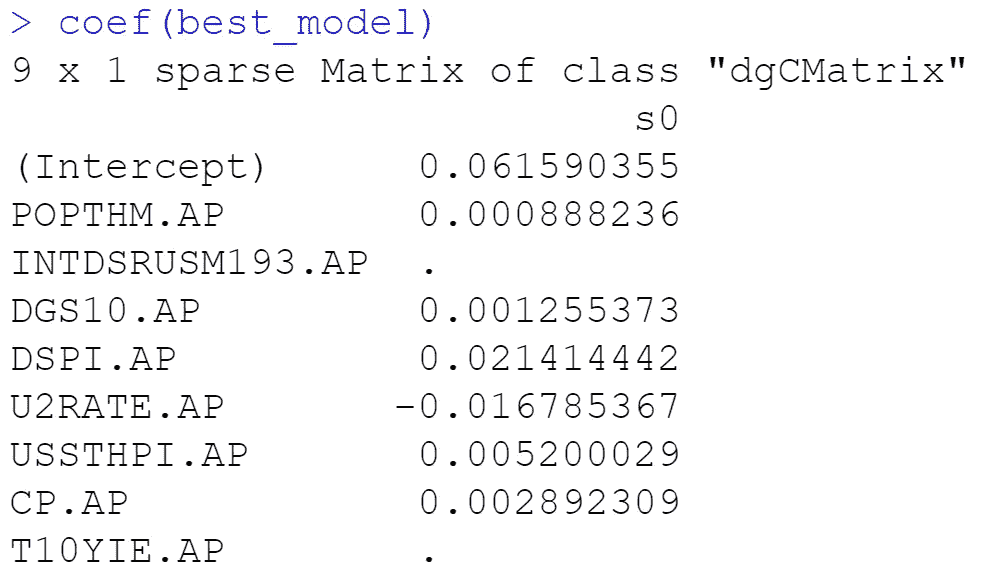 > coef(best_model)
9 x 1 sparse Matrix of class "dgCMatrix"
s0
(Intercept) 0.061590355
POPTHM.AP 0.000888236
INTDSRUSM193.AP .
DGS10.AP 0.001255373
DSPI.AP 0.021414442
U2RATE.AP -0.016785367
USSTHPI.AP 0.005200029
CP.AP 0.002892309
T10YIE.AP .